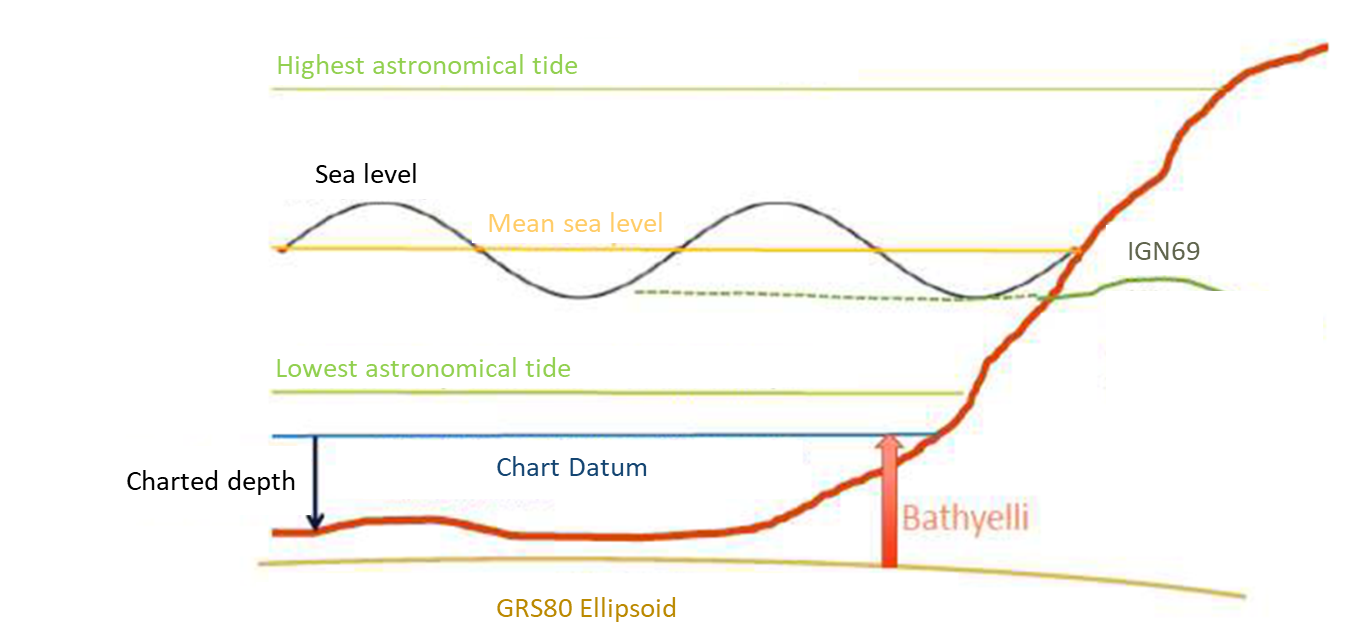 Highest astronomical tide
Sea level
Mean sea level
IGN69
Lowest astronomical tide
Chart Datum
Charted depth
Bathyelli
GRS80 Ellipsoid